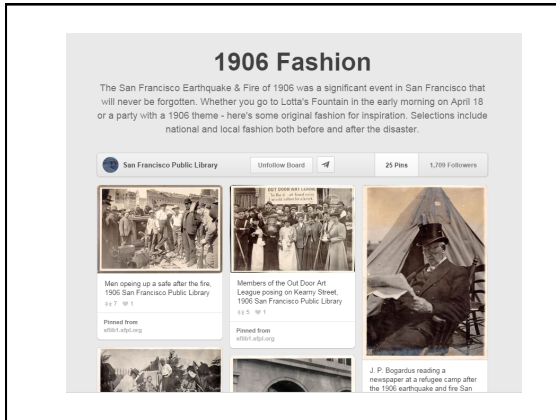 1906 Fashion
The San Francisco Earthquake & Fire of 1906 was a significant event in San Francisco that
will never be forgotten. Whether you go to Lotta's Fountain in the early morning on April 18
or a party with a 1906 theme - here's some original fashion for inspiration. Selections include
national and local fashion both before and after the disaster.
San Francisco Public Library
Unfollow Board
25 Pins
1,709 Followers
Men opeing up a safe after the fire,
1906 San Francisco Public Library
7 1
Pinned from
sflib1.sfpl.org
OUT DOOR ART LEAGUE
Members of the Out Door Art
League posing on Kearny Street,
1906 San Francisco Public Library
5 1
Pinned from
sflib1.sfpl.org
J. P. Bogardus reading a
newspaper at a refugee camp after
the 1906 earthquake and fire San